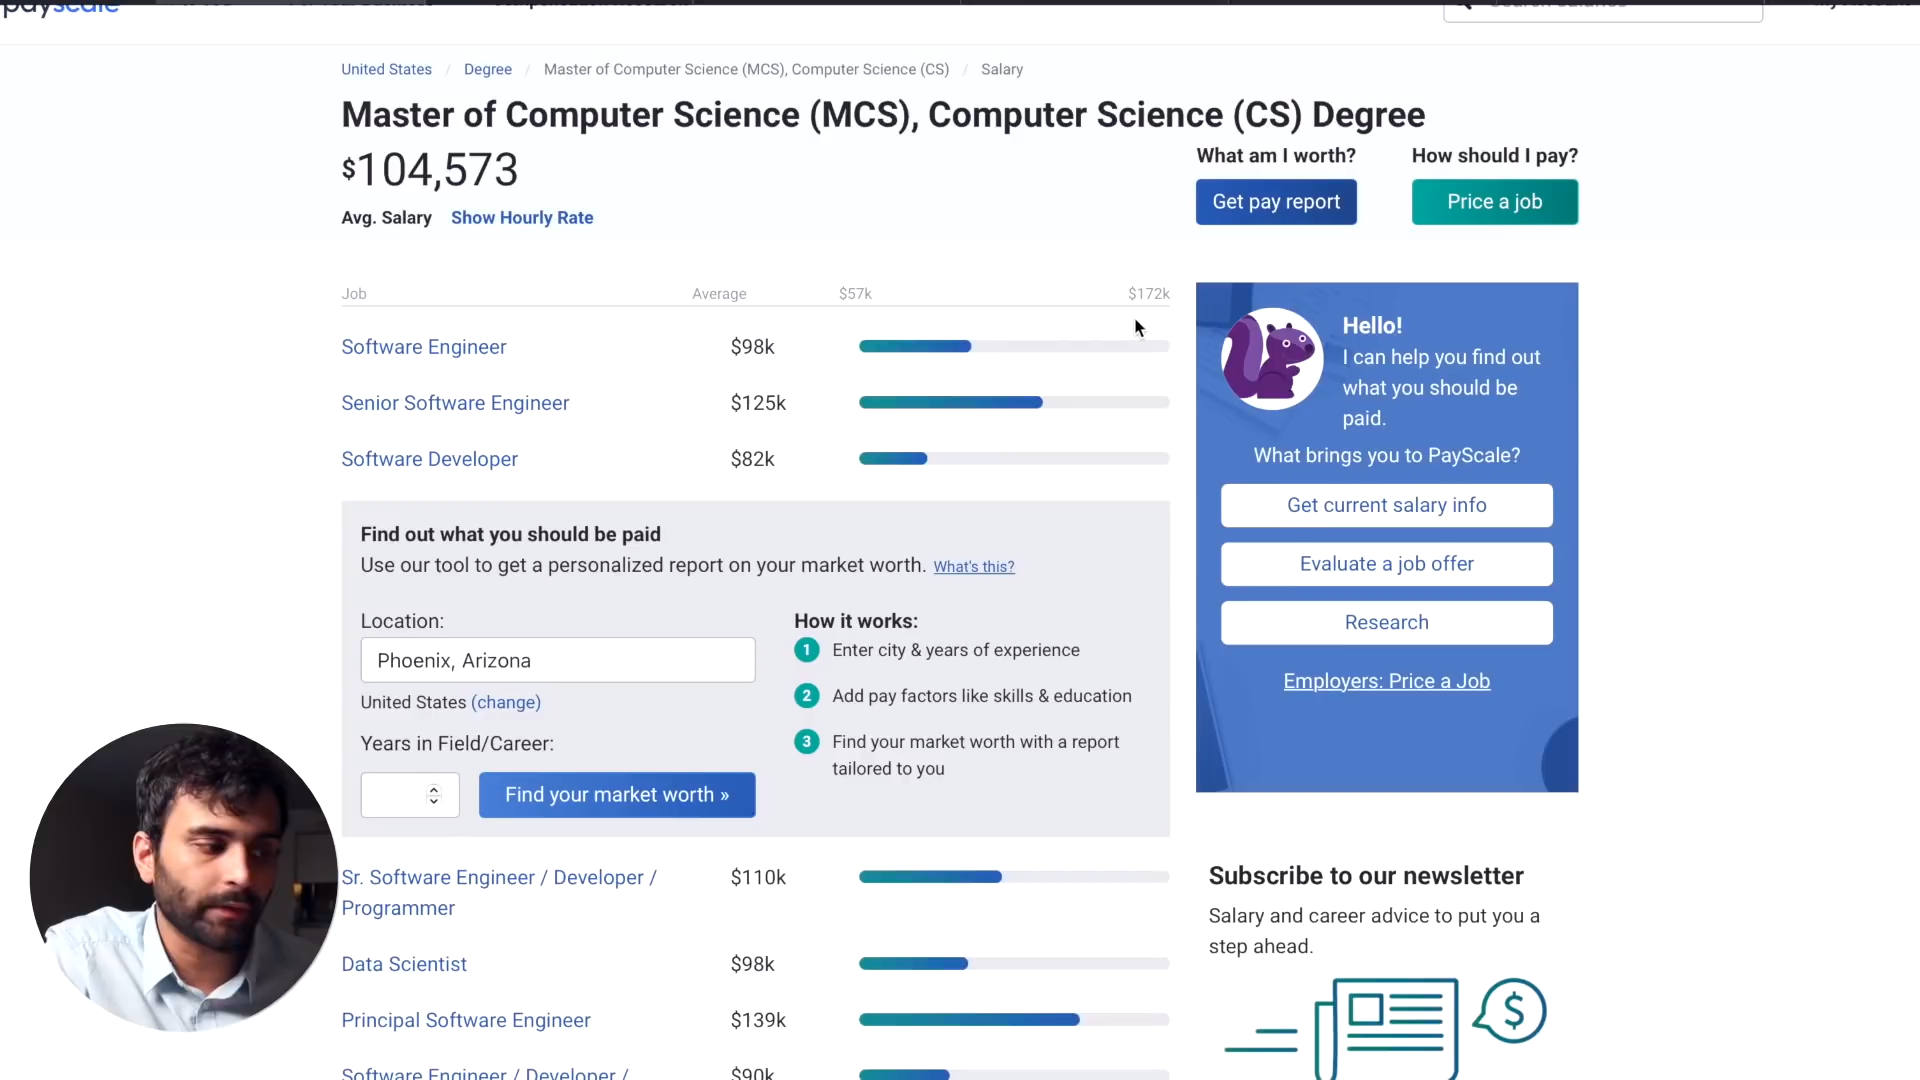 payscale
United States / Degree / Master of Computer Science (MCS), Computer Science (CS) / Salary
Master of Computer Science (MCS), Computer Science (CS) Degree
$104,573
Avg. Salary Show Hourly Rate
What am I worth?
Get pay report
How should I pay?
Price a job
Job Average $57k $172k
Software Engineer $98k
Senior Software Engineer $125k
Software Developer $82k
Find out what you should be paid
Use our tool to get a personalized report on your market worth. What's this?
Location:
Phoenix, Arizona
United States (change)
Years in Field/Career:
Find your market worth »
How it works:
1 Enter city & years of experience
2 Add pay factors like skills & education
3 Find your market worth with a report
tailored to you
Sr. Software Engineer / Developer / $110k
Programmer
Data Scientist $98k
Principal Software Engineer $139k
Software Engineer / Developer / $90k
Hello!
I can help you find out
what you should be
paid.
What brings you to PayScale?
Get current salary info
Evaluate a job offer
Research
Employers: Price a Job
Subscribe to our newsletter
Salary and career advice to put you a
step ahead.
$